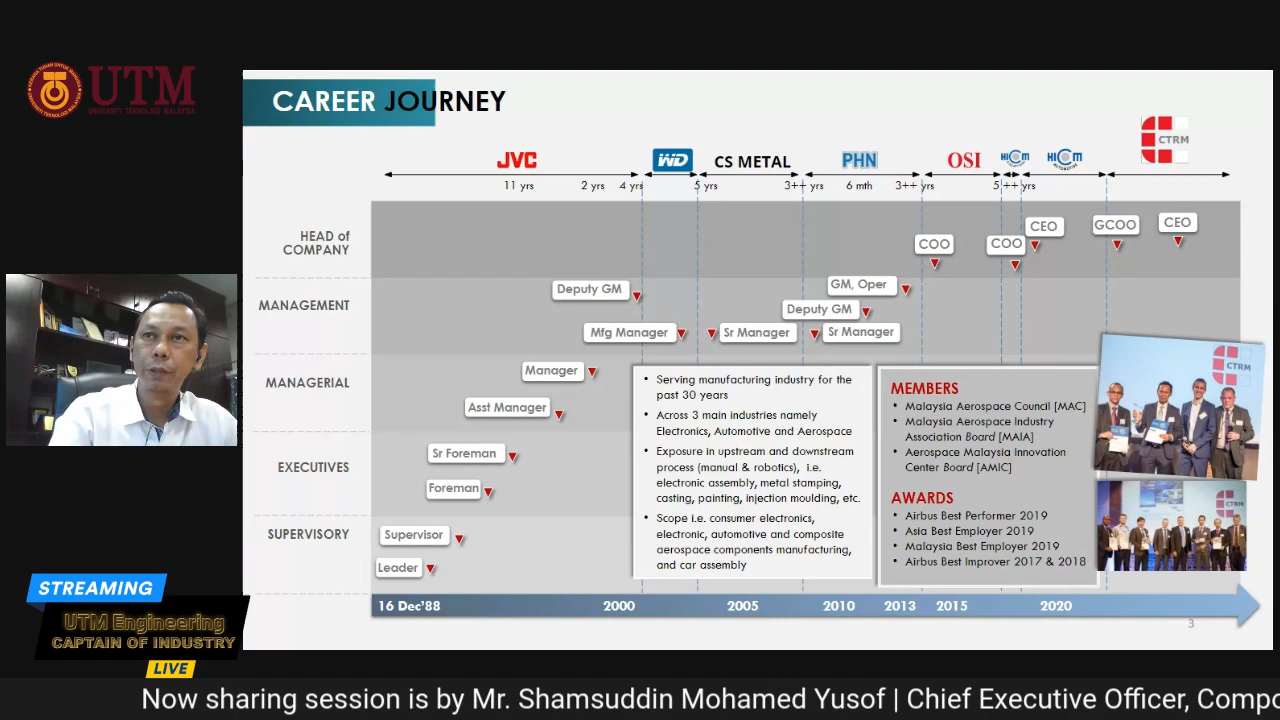 UTM
UNIVERSITI TEKNOLOGI MALAYSIA
CAREER JOURNEY
JVC
WD
CS METAL
PHN
OSI
HICOM
HICOM
AUTOMOTIVE
CTRM
11 yrs
2 yrs
4 yrs
5 yrs
3++ yrs
6 mth
3++ yrs
5 ++ yrs
HEAD of
COMPANY
COO
COO
CEO
GCOO
CEO
MANAGEMENT
Deputy GM
GM, Oper
Deputy GM
Mfg Manager
Sr Manager
Sr Manager
MANAGERIAL
Manager
Asst Manager
EXECUTIVES
Sr Foreman
Foreman
SUPERVISORY
Supervisor
Leader
• Serving manufacturing industry for the
past 30 years
• Across 3 main industries namely
Electronics, Automotive and Aerospace
• Exposure in upstream and downstream
process (manual & robotics), i.e.
electronic assembly, metal stamping,
casting, painting, injection moulding, etc.
• Scope i.e. consumer electronics,
electronic, automotive and composite
aerospace components manufacturing,
and car assembly
MEMBERS
• Malaysia Aerospace Council [MAC]
• Malaysia Aerospace Industry
Association Board [MAIA]
• Aerospace Malaysia Innovation
Center Board [AMIC]
AWARDS
• Airbus Best Performer 2019
• Asia Best Employer 2019
• Malaysia Best Employer 2019
• Airbus Best Improver 2017 & 2018
CTRM
CTRM
16 Dec'88
2000
2005
2010
2013
2015
2020
3
STREAMING
UTM Engineering
CAPTAIN OF INDUSTRY
LIVE
Now sharing session is by Mr. Shamsuddin Mohamed Yusof | Chief Executive Officer, Compo